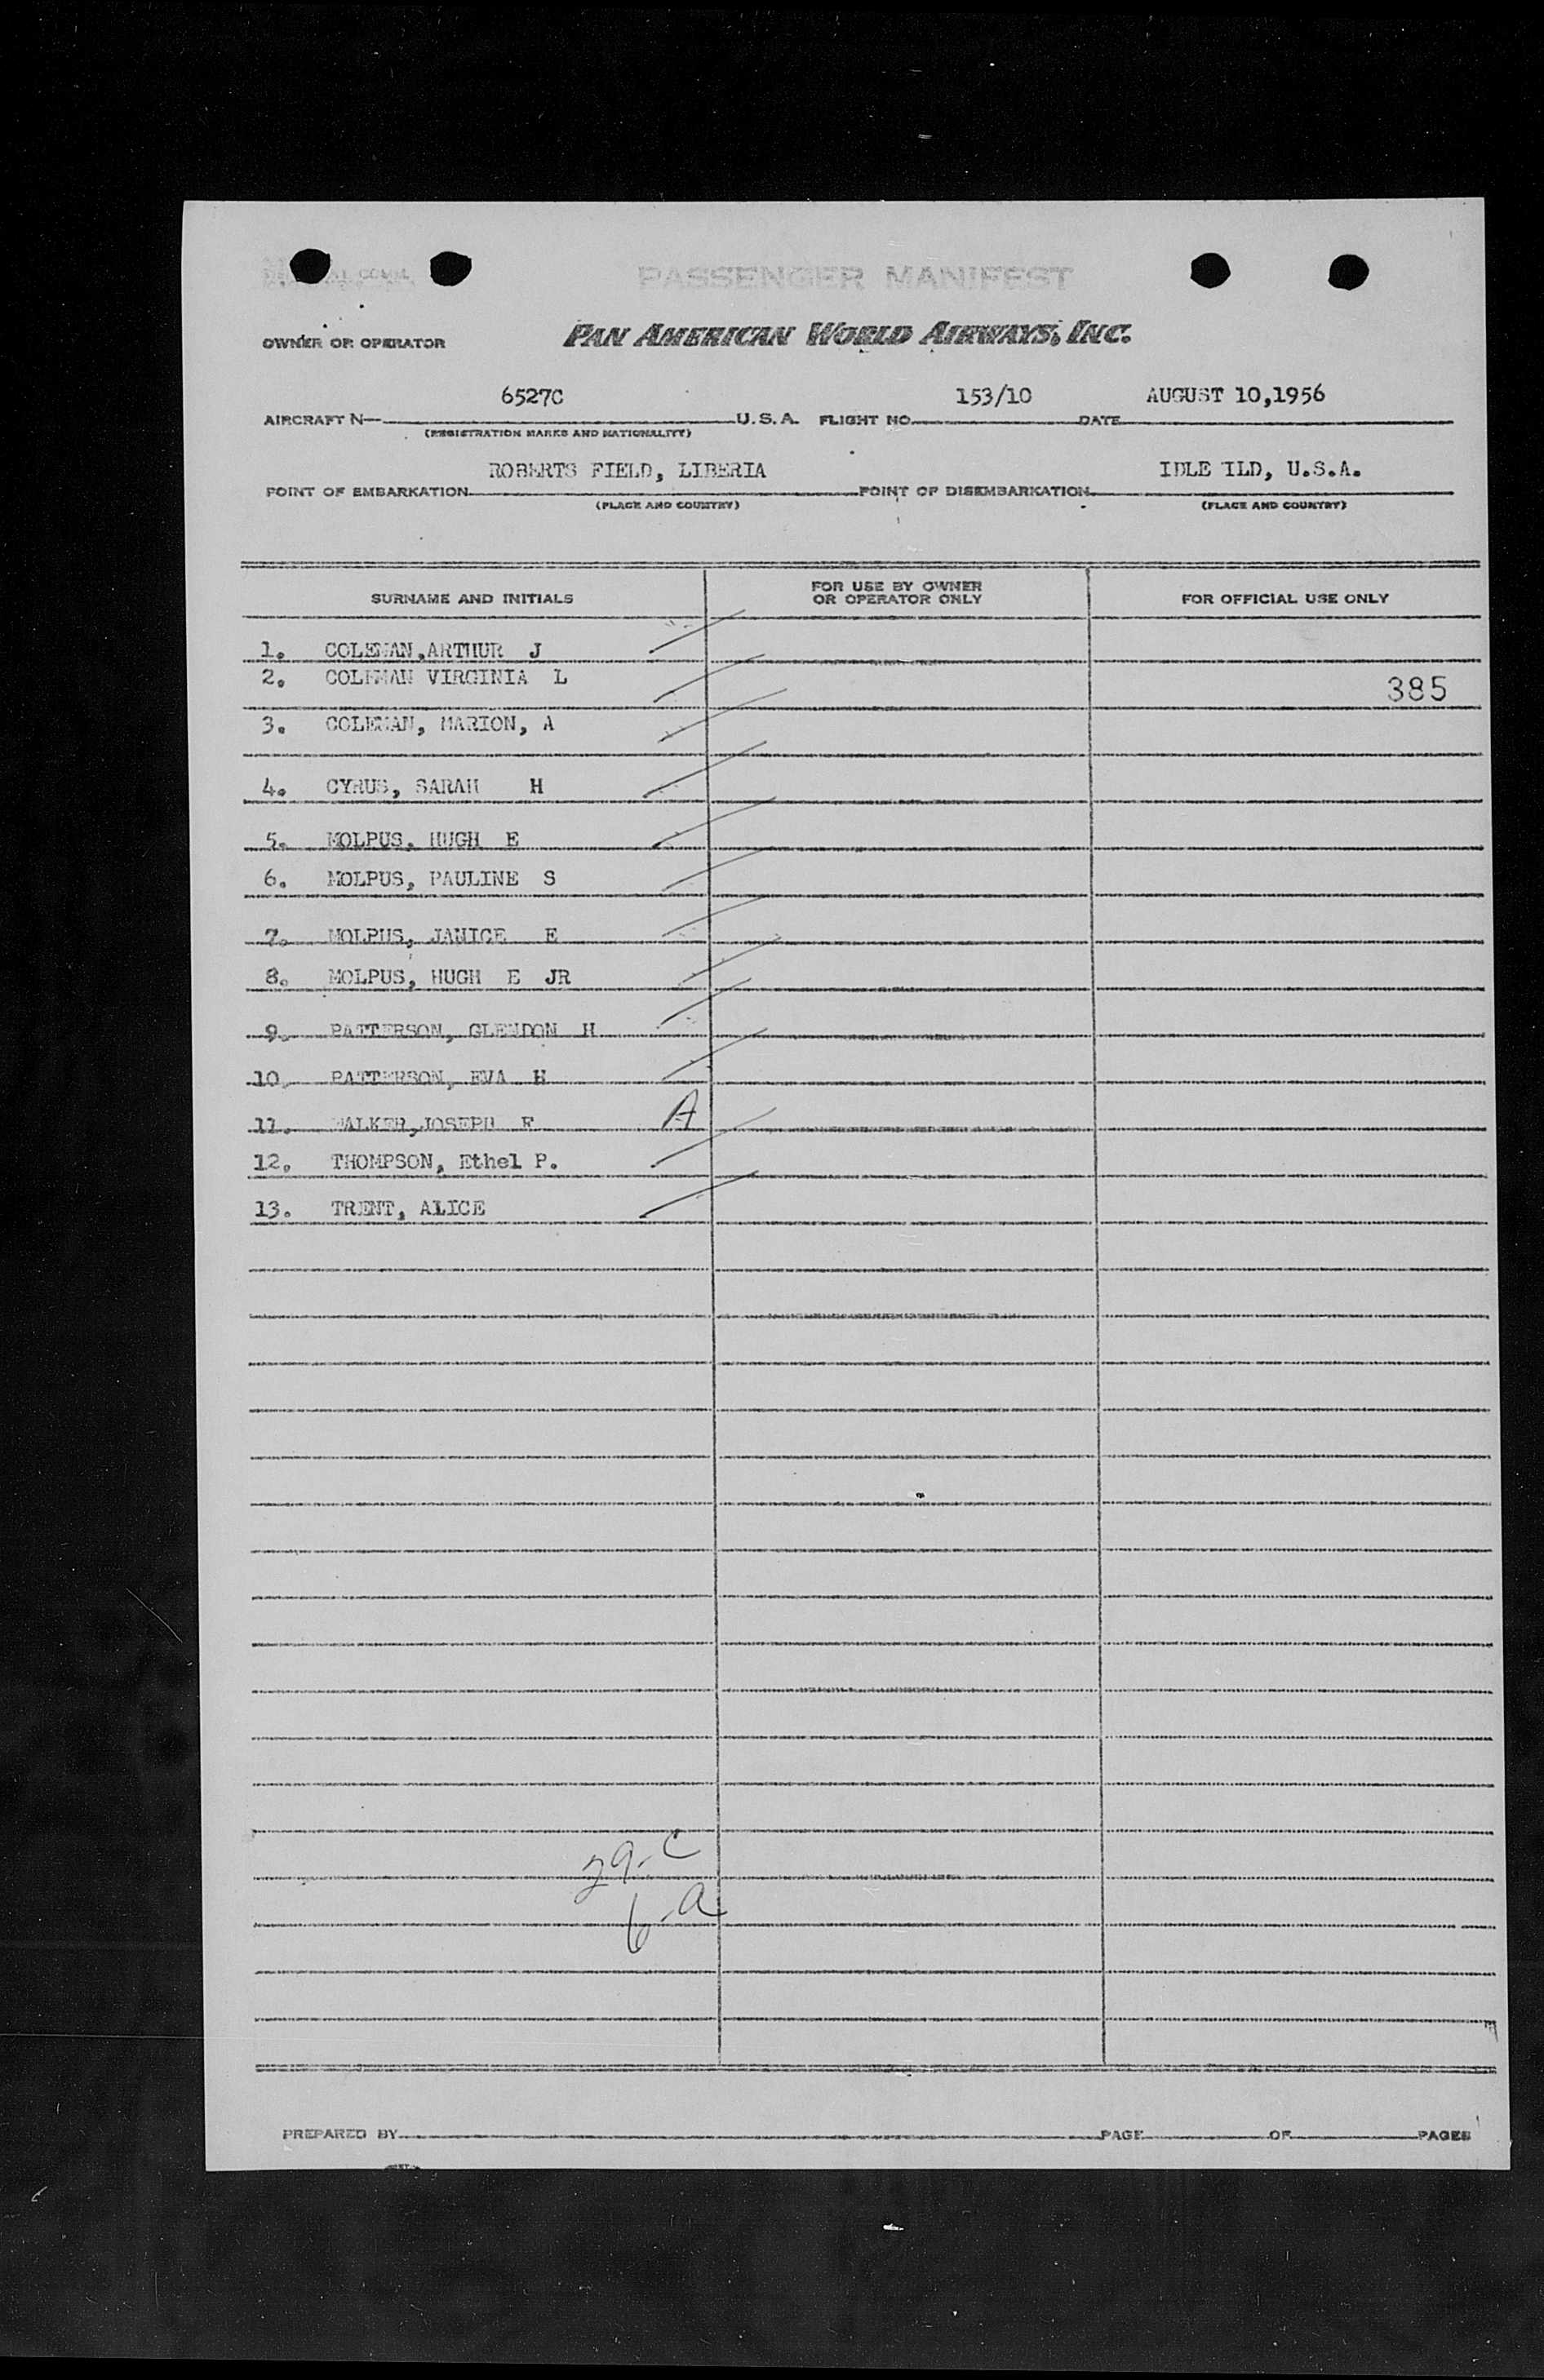 PASSENGER MANIFEST
OWNER OR OPERATOR PAN AMERICAN WORLD AIRWAYS, INC.
6527C 153/10 AUGUST 10,1956
AIRCRAFT N— U.S.A. FLIGHT NO. DATE
(REGISTRATION MARKS AND NATIONALITY)
ROBERTS FIELD, LIBERIA IDLE ILD, U.S.A.
POINT OF EMBARKATION POINT OF DISEMBARKATION
(PLACE AND COUNTRY) (PLACE AND COUNTRY)
SURNAME AND INITIALS FOR USE BY OWNER OR OPERATOR ONLY FOR OFFICIAL USE ONLY
1. COLEMAN,ARTHUR J
2. COLEMAN VIRGINIA L 385
3. COLEMAN, MARION, A
4. CYRUS, SARAH H
5. MOLPUS, HUGH E
6. MOLPUS, PAULINE S
7. MOLPUS, JANICE E
8. MOLPUS, HUGH E JR
9. PATTERSON, GLENDON H
10. PATTERSON, EVA H
11. WALKER,JOSEPH F A
12. THOMPSON, Ethel P.
13. TRENT, ALICE
29-C
6-a
PREPARED BY PAGE OF PAGES